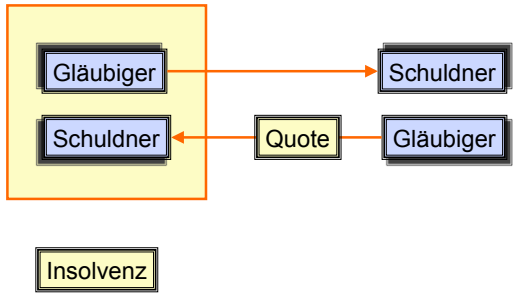 Gläubiger
Schuldner
Schuldner
Quote
Gläubiger
Insolvenz